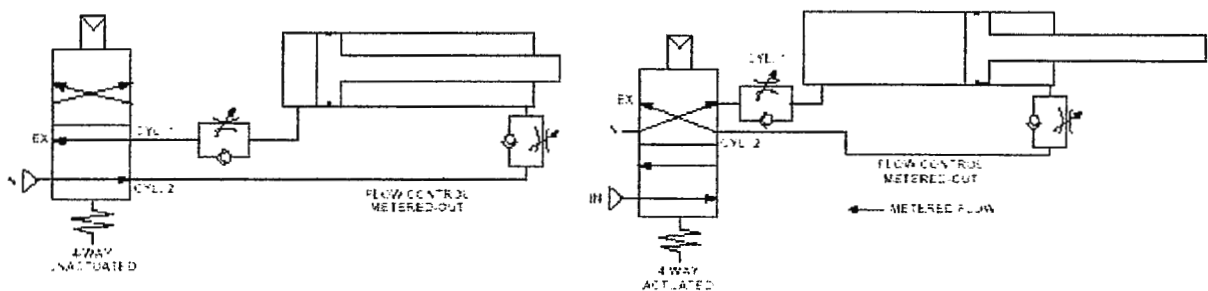 EX
CYL. 1
CYL. 2
FLOW CONTROL
METERED-OUT
4-WAY
UNACTUATED
CYL. 1
EX
CYL. 2
FLOW CONTROL
METERED-OUT
IN
METERED FLOW
4-WAY
ACTUATED